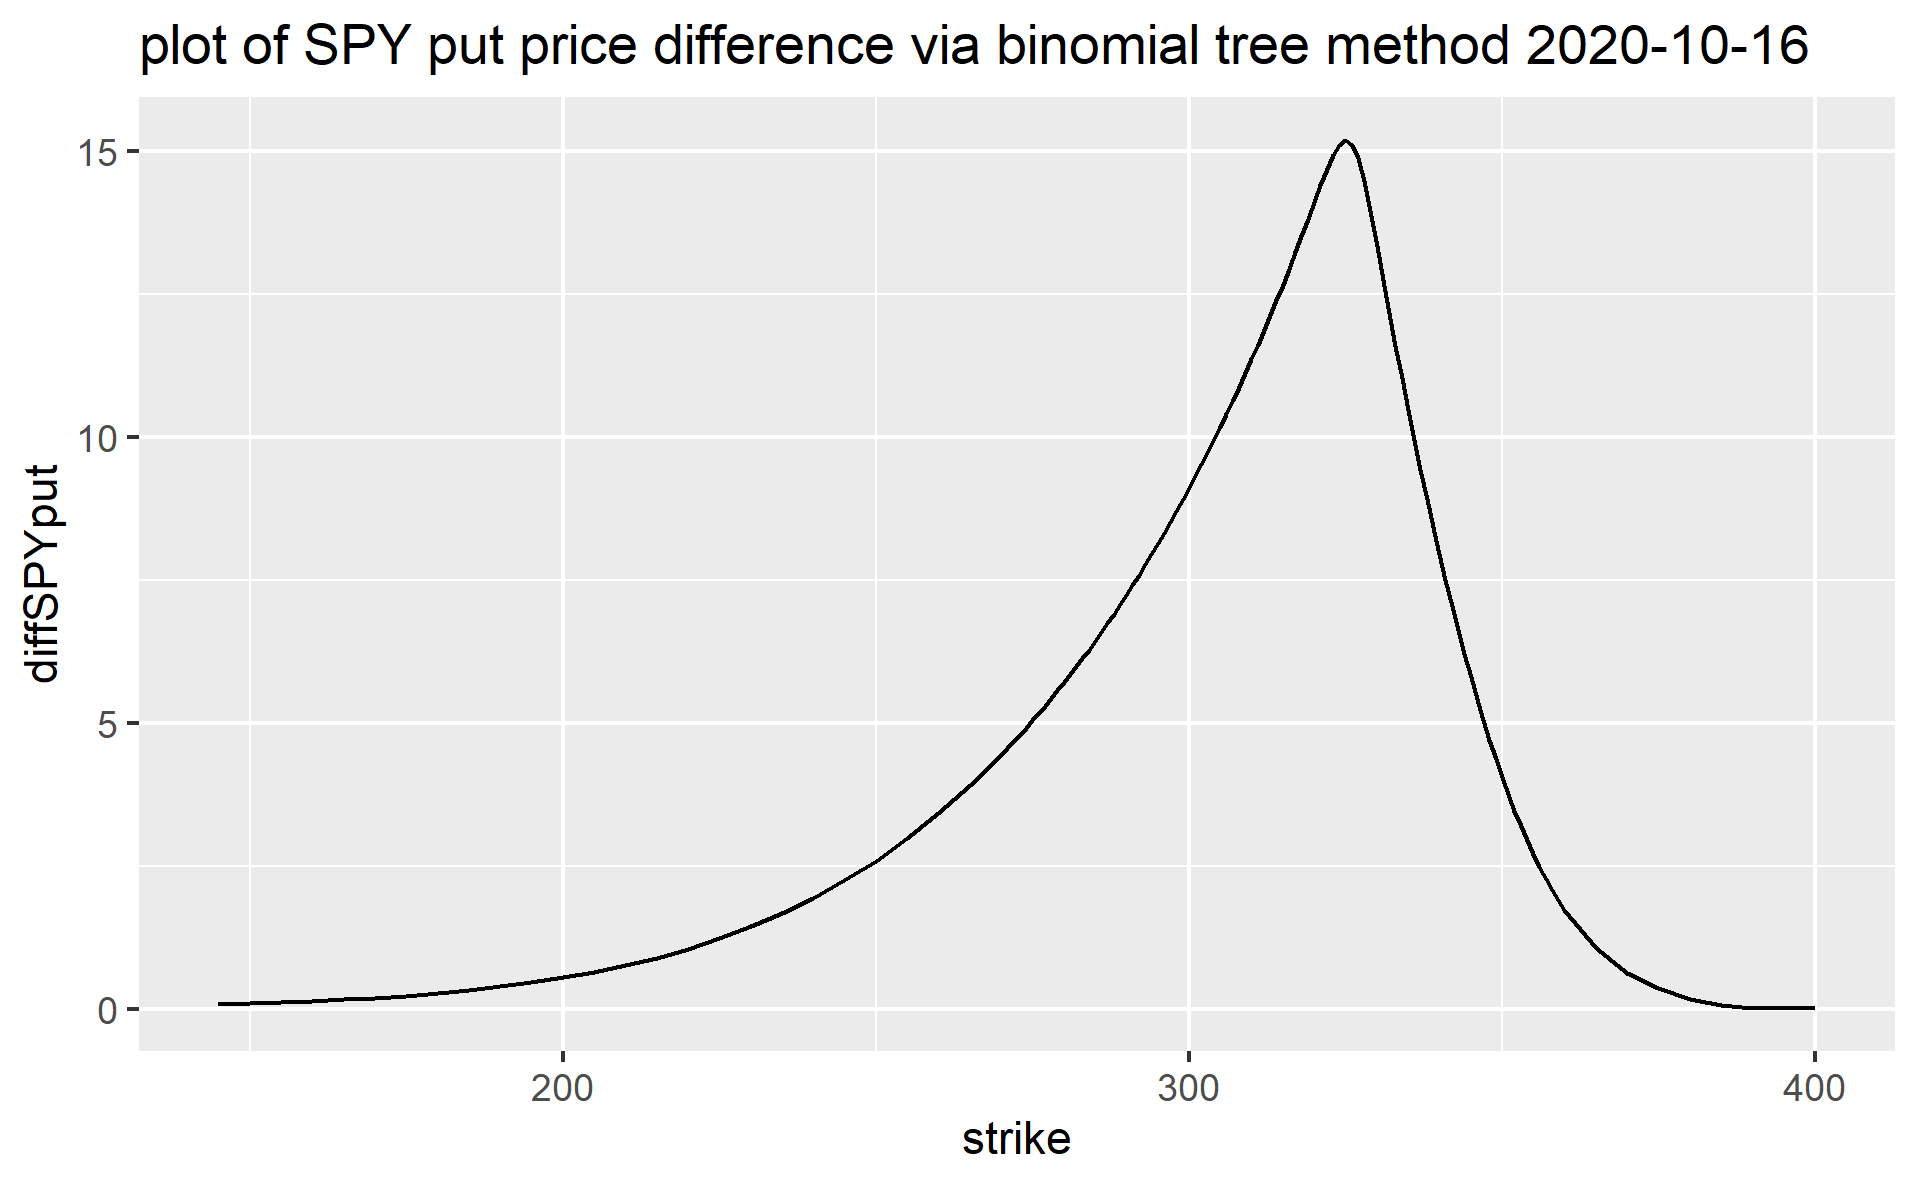 plot of SPY put price difference via binomial tree method 2020-10-16
15
10
5
0
diffSPYput
200 300 400
strike